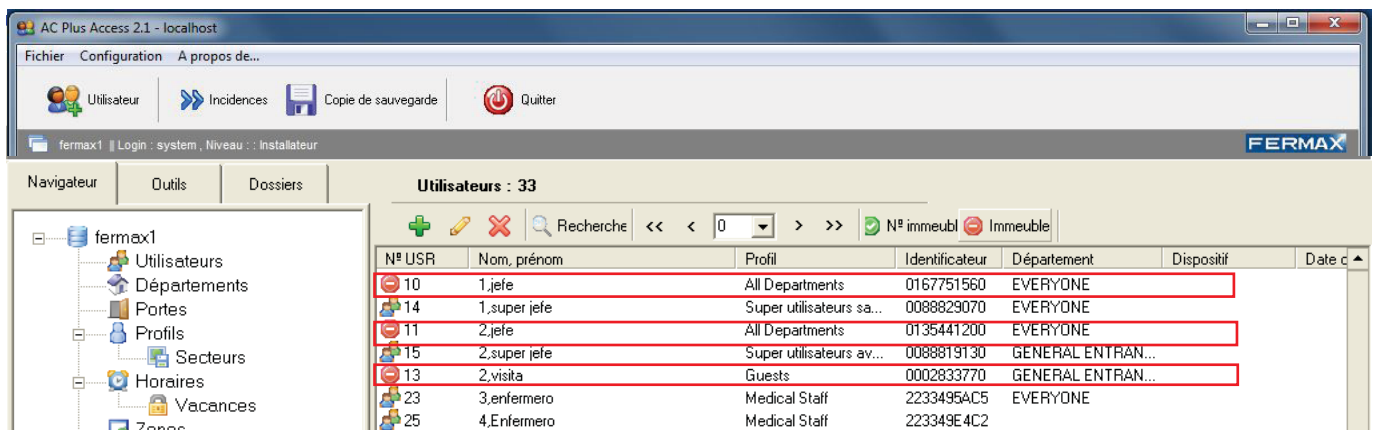 AC Plus Access 2.1 - localhost
Fichier Configuration A propos de...
Utilisateur Incidences Copie de sauvegarde Quitter
fermax1 || Login : system , Niveau : : Installateur FERMAX
Navigateur Outils Dossiers
Utilisateurs : 33
Recherche << < 0 > >> Nº immeubl Immeuble
fermax1
Utilisateurs
Départements
Portes
Profils
Secteurs
Horaires
Vacances
Zones
Nº USR Nom, prénom Profil Identificateur Département Dispositif Date d
10 1,jefe All Departments 0167751560 EVERYONE
14 1,super jefe Super utilisateurs sa... 0088829070 EVERYONE
11 2,jefe All Departments 0135441200 EVERYONE
15 2,super jefe Super utilisateurs av... 0088819130 GENERAL ENTRAN...
13 2,visita Guests 0002833770 GENERAL ENTRAN...
23 3,enfermero Medical Staff 2233495AC5 EVERYONE
25 4,Enfermero Medical Staff 223349E4C2